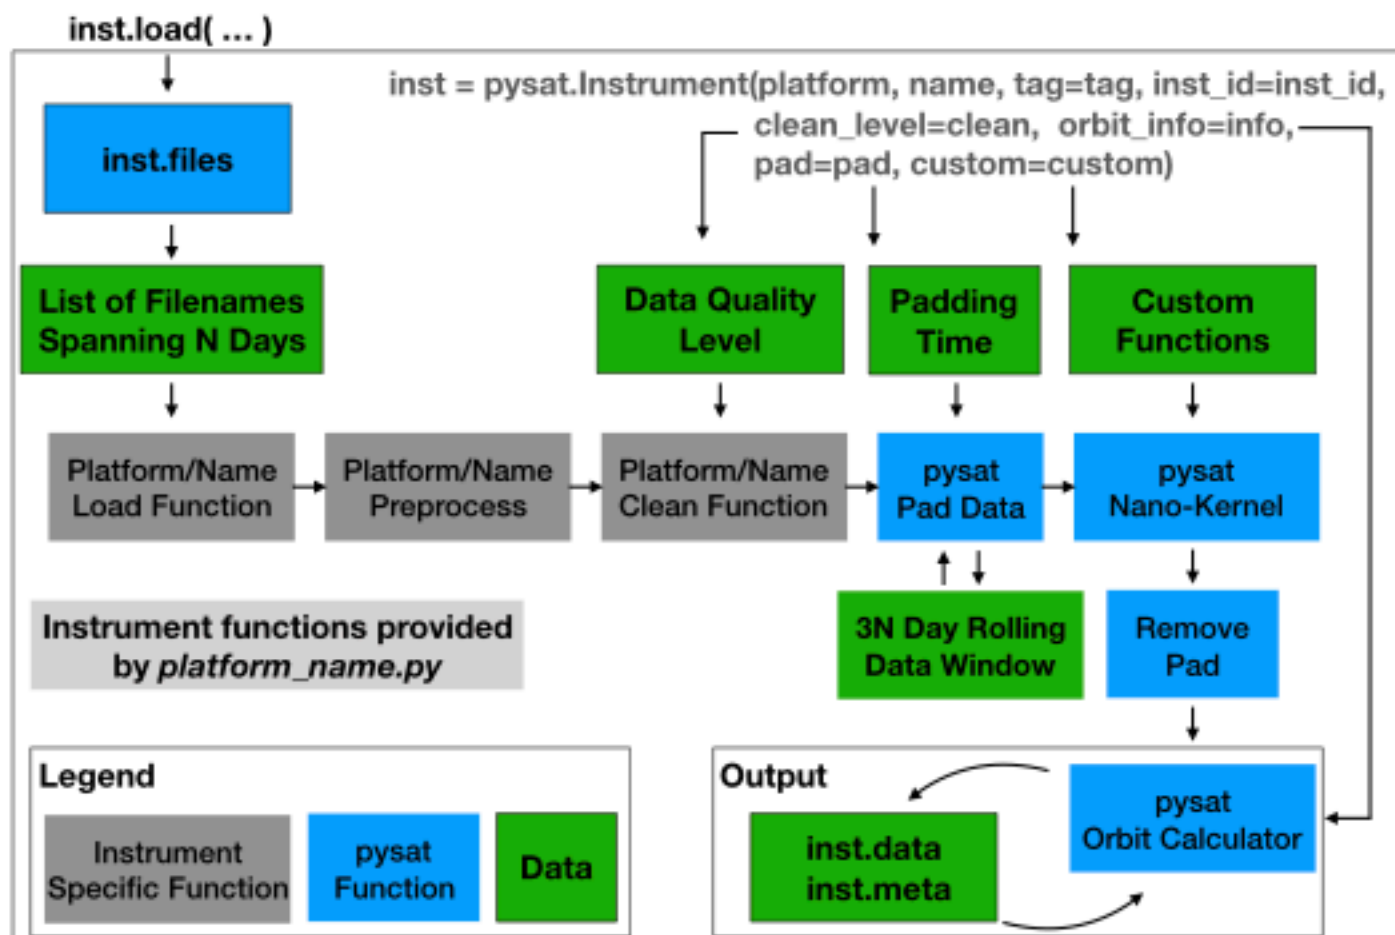 inst.load( ... )
inst = pysat.Instrument(platform, name, tag=tag, inst_id=inst_id,
clean_level=clean, orbit_info=info,
pad=pad, custom=custom)
inst.files
List of Filenames
Spanning N Days
Data Quality
Level
Padding
Time
Custom
Functions
Platform/Name
Load Function
Platform/Name
Preprocess
Platform/Name
Clean Function
pysat
Pad Data
pysat
Nano-Kernel
Instrument functions provided
by platform_name.py
3N Day Rolling
Data Window
Remove
Pad
Legend
Instrument
Specific Function
pysat
Function
Data
Output
inst.data
inst.meta
pysat
Orbit Calculator